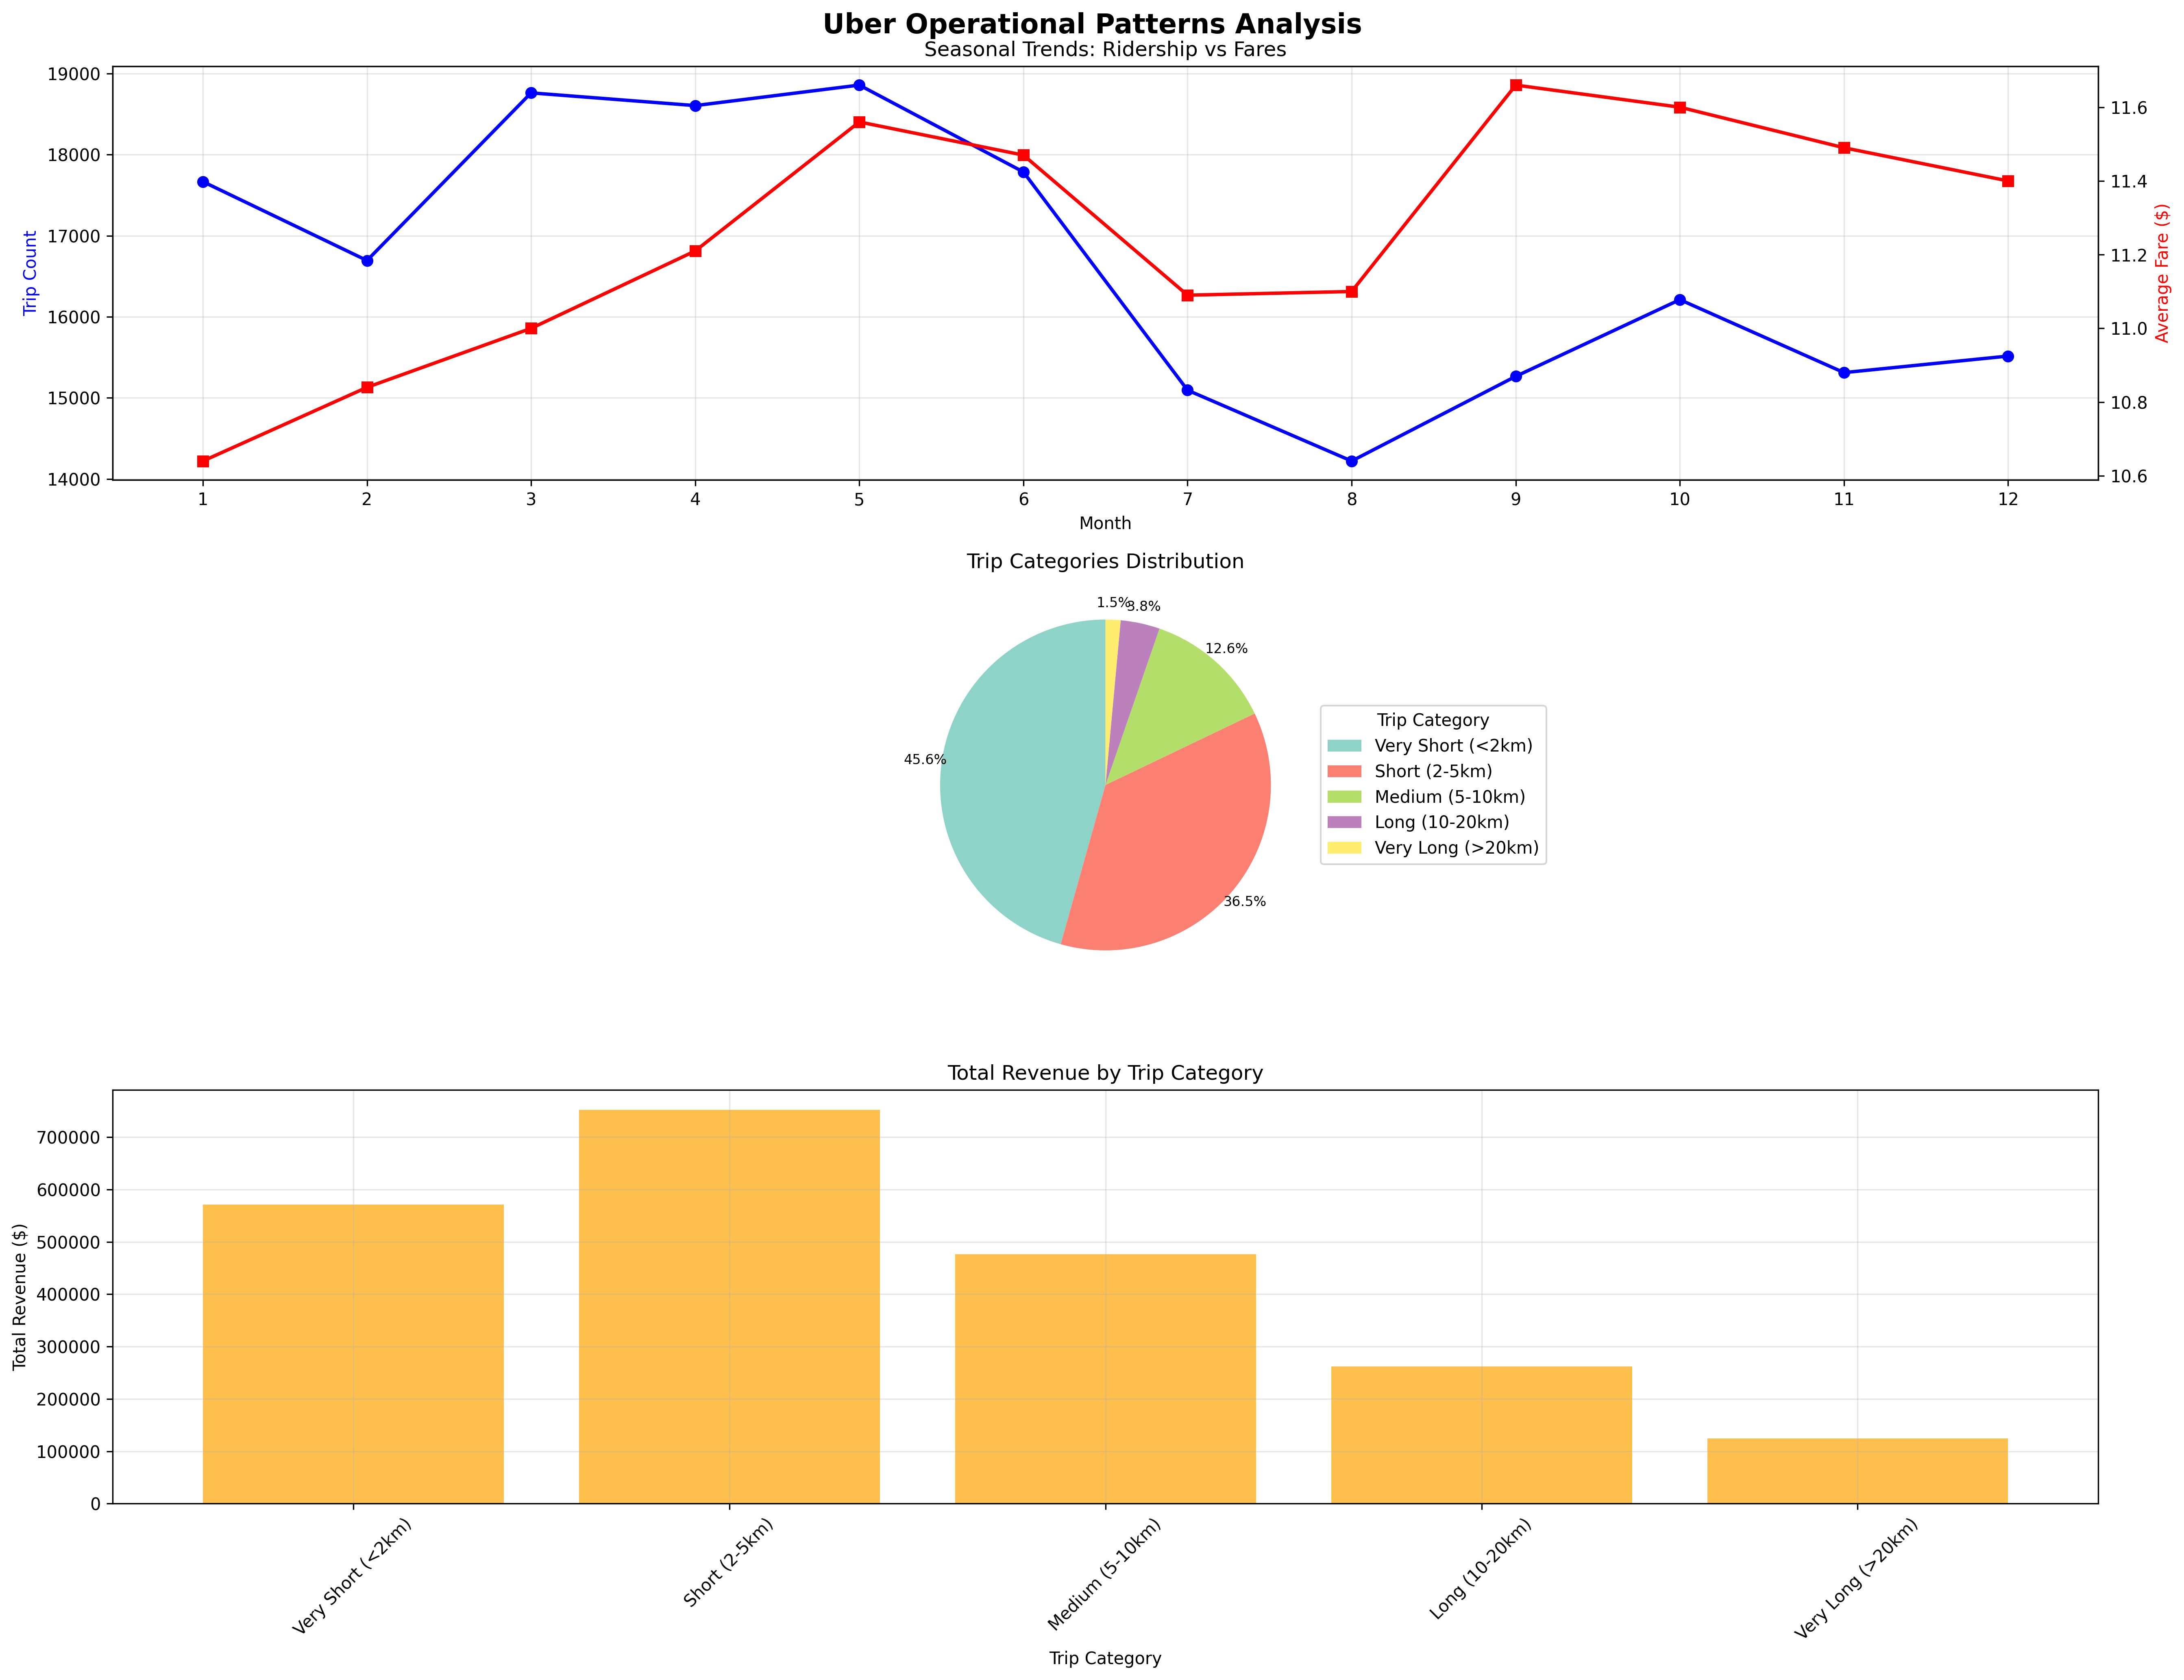 Uber Operational Patterns Analysis
Seasonal Trends: Ridership vs Fares
19000
18000
17000
16000
15000
14000
Trip Count
11.6
11.4
11.2
11.0
10.8
10.6
Average Fare ($)
1 2 3 4 5 6 7 8 9 10 11 12
Month
Trip Categories Distribution
1.5%
3.8%
12.6%
45.6%
36.5%
Trip Category
Very Short (<2km)
Short (2-5km)
Medium (5-10km)
Long (10-20km)
Very Long (>20km)
Total Revenue by Trip Category
700000
600000
500000
400000
300000
200000
100000
0
Total Revenue ($)
Very Short (<2km)
Short (2-5km)
Medium (5-10km)
Long (10-20km)
Very Long (>20km)
Trip Category